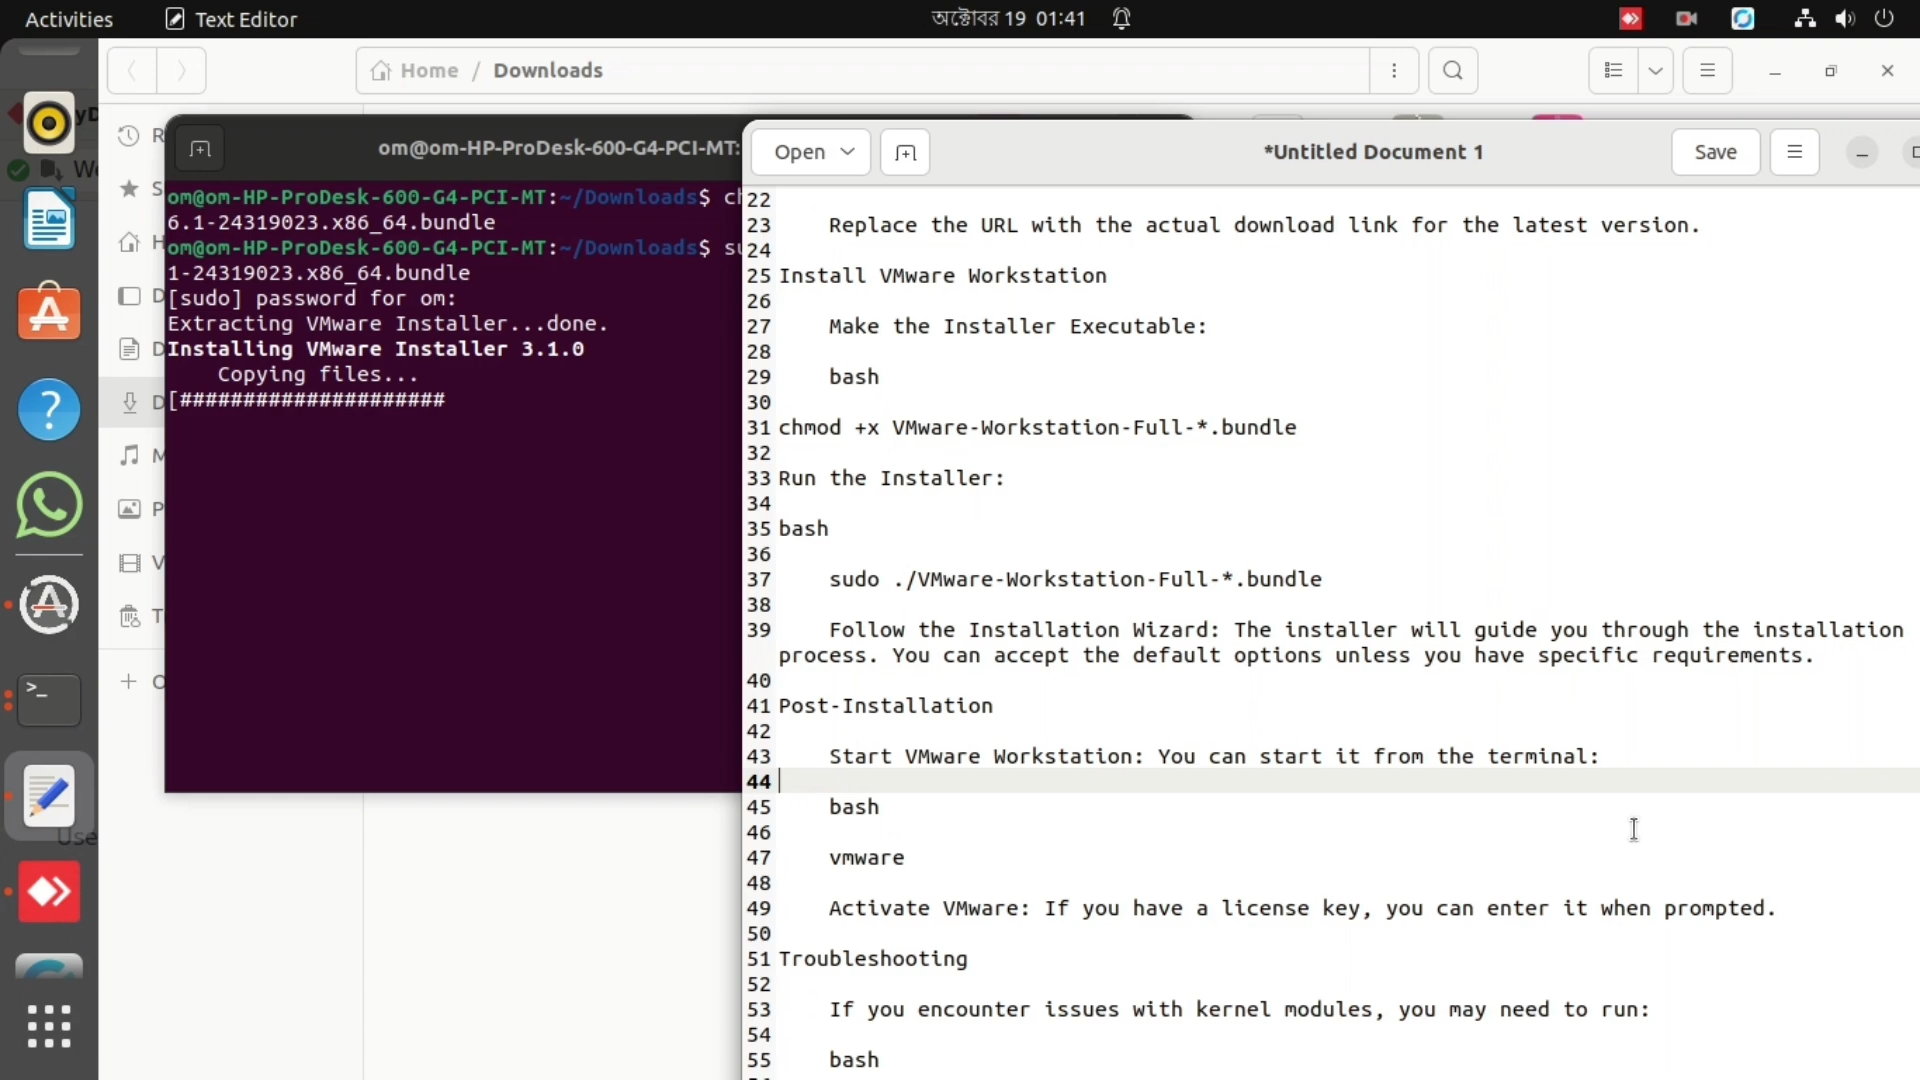 Activities
Text Editor
অক্টোবর 19 01:41
Home / Downloads
om@om-HP-ProDesk-600-G4-PCI-MT:
om@om-HP-ProDesk-600-G4-PCI-MT:~/Downloads$ ch
6.1-24319023.x86_64.bundle
om@om-HP-ProDesk-600-G4-PCI-MT:~/Downloads$ su
1-24319023.x86_64.bundle
[sudo] password for om:
Extracting VMware Installer...done.
Installing VMware Installer 3.1.0
Copying files...
[#####################
Open
*Untitled Document 1
Save
22
23 Replace the URL with the actual download link for the latest version.
24
25 Install VMware Workstation
26
27 Make the Installer Executable:
28
29 bash
30
31 chmod +x VMware-Workstation-Full-*.bundle
32
33 Run the Installer:
34
35 bash
36
37 sudo ./VMware-Workstation-Full-*.bundle
38
39 Follow the Installation Wizard: The installer will guide you through the installation
process. You can accept the default options unless you have specific requirements.
40
41 Post-Installation
42
43 Start VMware Workstation: You can start it from the terminal:
44
45 bash
46
47 vmware
48
49 Activate VMware: If you have a license key, you can enter it when prompted.
50
51 Troubleshooting
52
53 If you encounter issues with kernel modules, you may need to run:
54
55 bash